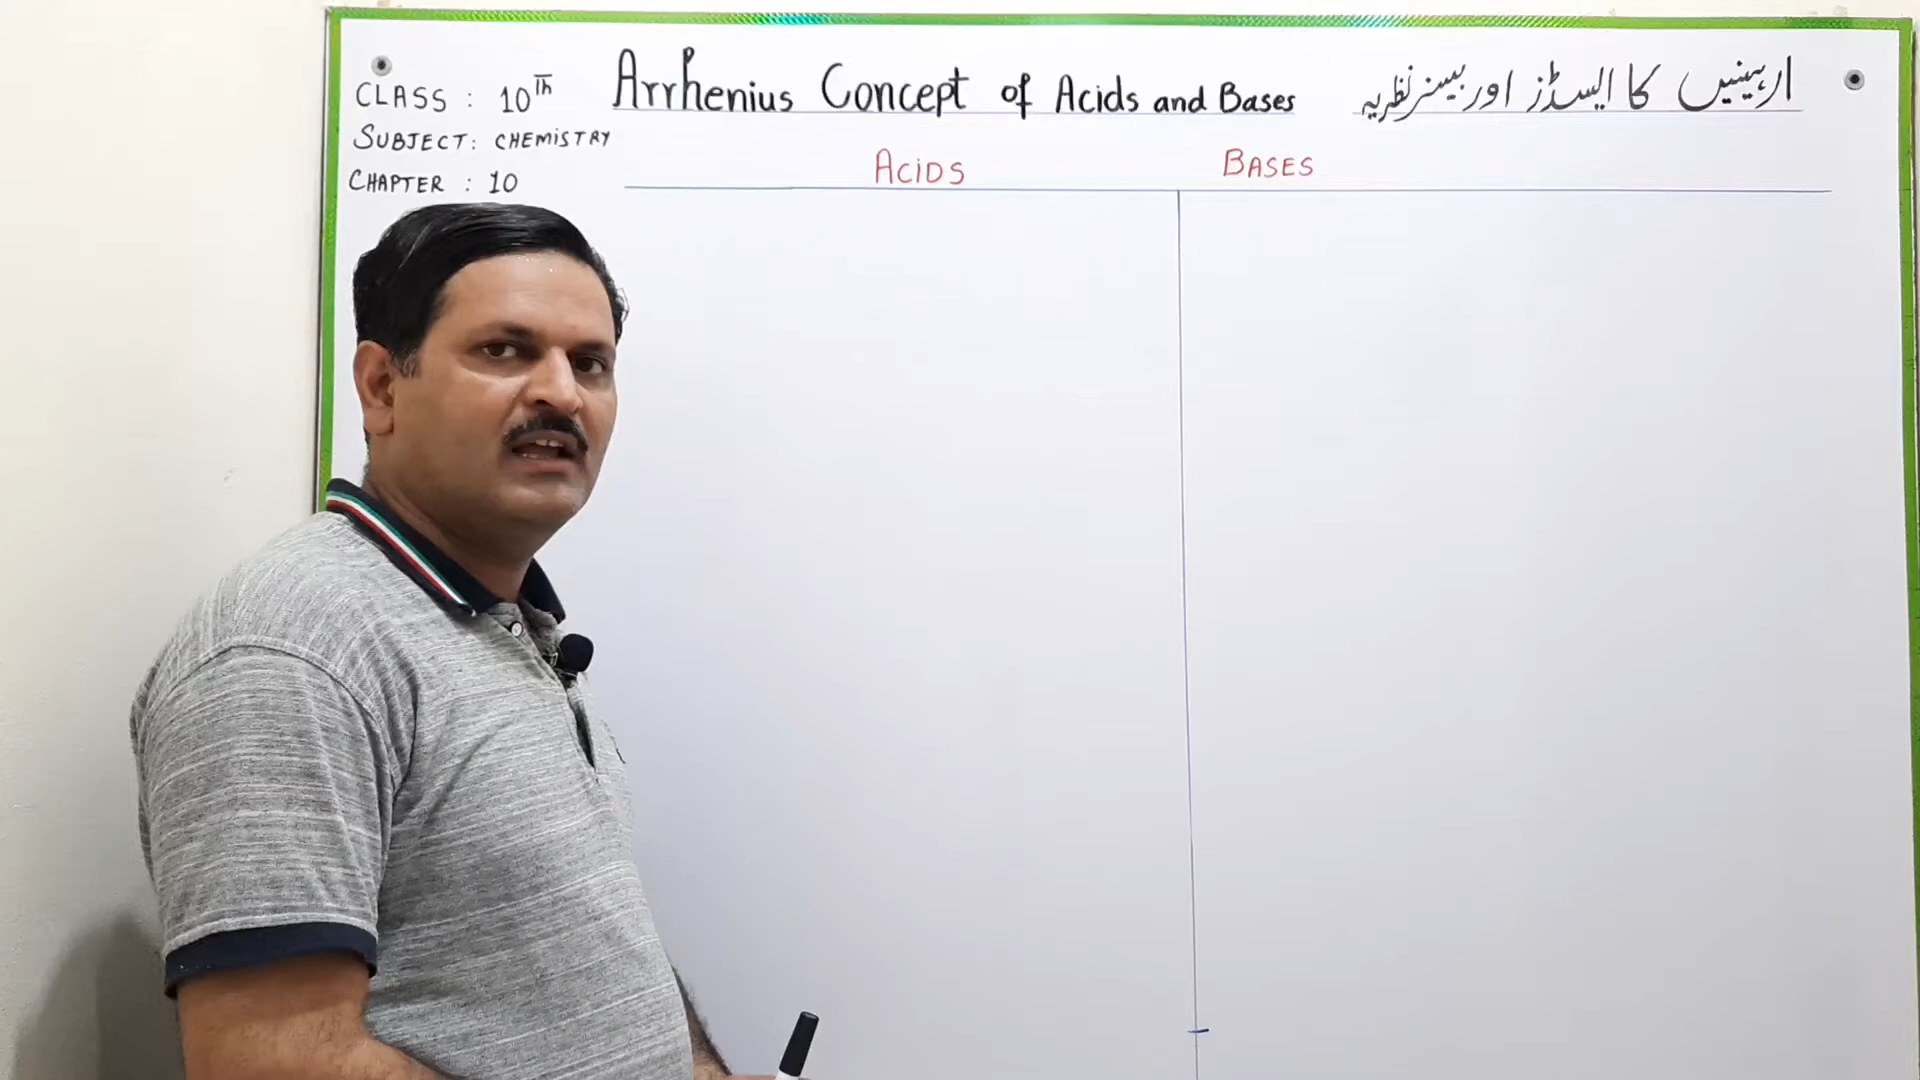 CLASS : 10Th
Arrhenius Concept of Acids and Bases
ارہینیس کا ایسڈز اور بیسز نظریہ
SUBJECT: CHEMISTRY
CHAPTER : 10
ACIDS
BASES